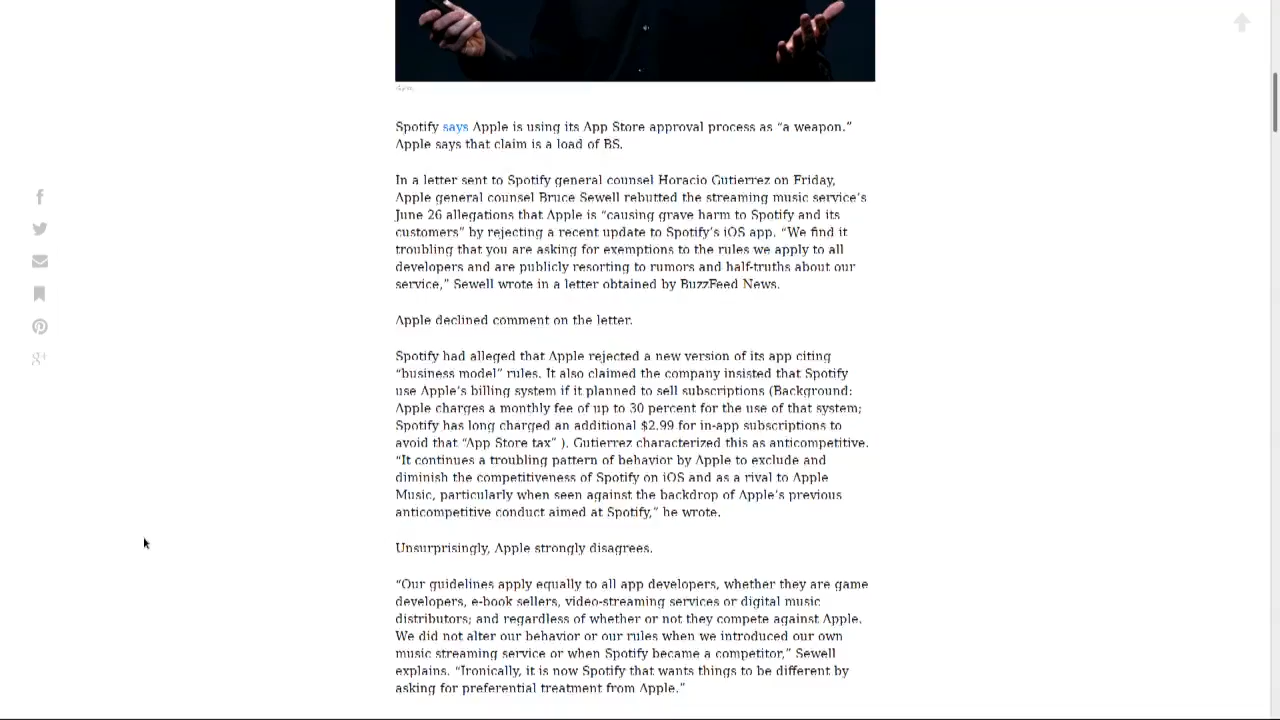 Spotify says Apple is using its App Store approval process as “a weapon.”
Apple says that claim is a load of BS.
In a letter sent to Spotify general counsel Horacio Gutierrez on Friday,
Apple general counsel Bruce Sewell rebutted the streaming music service’s
June 26 allegations that Apple is “causing grave harm to Spotify and its
customers” by rejecting a recent update to Spotify’s iOS app. “We find it
troubling that you are asking for exemptions to the rules we apply to all
developers and are publicly resorting to rumors and half-truths about our
service,” Sewell wrote in a letter obtained by BuzzFeed News.
Apple declined comment on the letter.
Spotify had alleged that Apple rejected a new version of its app citing
“business model” rules. It also claimed the company insisted that Spotify
use Apple’s billing system if it planned to sell subscriptions (Background:
Apple charges a monthly fee of up to 30 percent for the use of that system;
Spotify has long charged an additional $2.99 for in-app subscriptions to
avoid that “App Store tax” ). Gutierrez characterized this as anticompetitive.
“It continues a troubling pattern of behavior by Apple to exclude and
diminish the competitiveness of Spotify on iOS and as a rival to Apple
Music, particularly when seen against the backdrop of Apple’s previous
anticompetitive conduct aimed at Spotify,” he wrote.
Unsurprisingly, Apple strongly disagrees.
“Our guidelines apply equally to all app developers, whether they are game
developers, e-book sellers, video-streaming services or digital music
distributors; and regardless of whether or not they compete against Apple.
We did not alter our behavior or our rules when we introduced our own
music streaming service or when Spotify became a competitor,” Sewell
explains. “Ironically, it is now Spotify that wants things to be different by
asking for preferential treatment from Apple.”